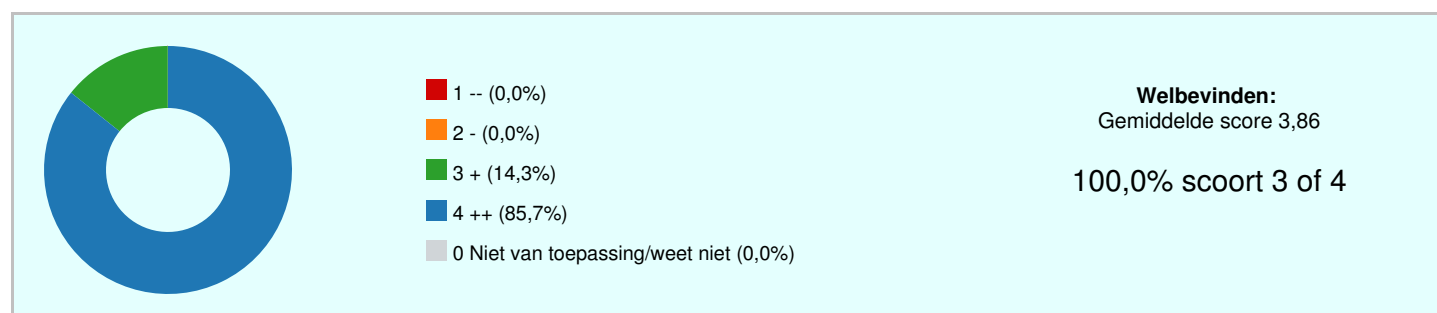 1 -- (0,0%)
2 - (0,0%)
3 + (14,3%)
4 ++ (85,7%)
0 Niet van toepassing/weet niet (0,0%)
Welbevinden:
Gemiddelde score 3,86
100,0% scoort 3 of 4